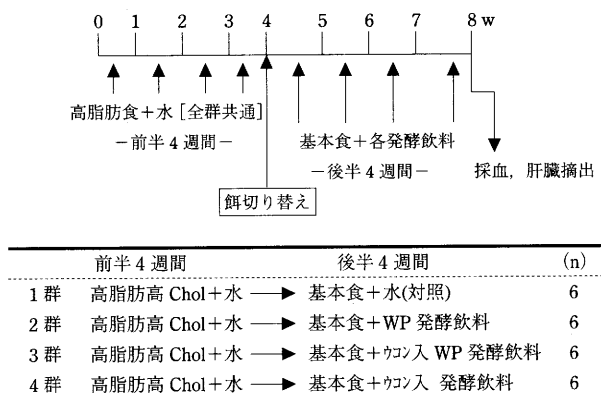 0 1 2 3 4 5 6 7 8 w
高脂肪食＋水［全群共通］ 基本食＋各発酵飲料
－前半 4 週間－ －後半 4 週間－
採血，肝臓摘出
餌切り替え
前半 4 週間 後半 4 週間 (n)
1 群 高脂肪高 Chol＋水 → 基本食＋水(対照) 6
2 群 高脂肪高 Chol＋水 → 基本食＋WP 発酵飲料 6
3 群 高脂肪高 Chol＋水 → 基本食＋ｳｺﾝ入 WP 発酵飲料 6
4 群 高脂肪高 Chol＋水 → 基本食＋ｳｺﾝ入 発酵飲料 6